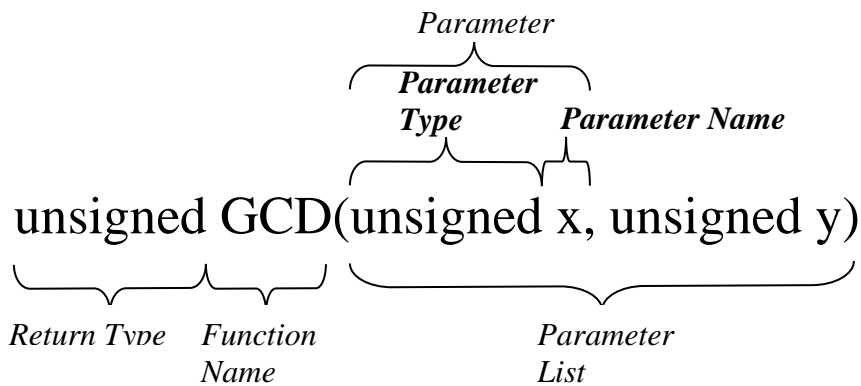 Parameter
Parameter
Type
Parameter Name
unsigned GCD(unsigned x, unsigned y)
Return Type
Function
Name
Parameter
List